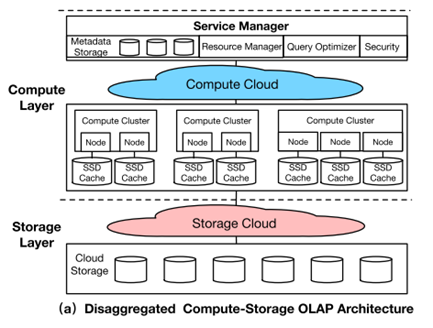 Service Manager
Metadata Storage
Resource Manager
Query Optimizer
Security
Compute Cloud
Compute Layer
Compute Cluster
Compute Cluster
Compute Cluster
Node
Node
Node
Node
Node
Node
Node
SSD Cache
SSD Cache
SSD Cache
SSD Cache
SSD Cache
SSD Cache
SSD Cache
Storage Cloud
Storage Layer
Cloud Storage
(a) Disaggregated Compute-Storage OLAP Architecture